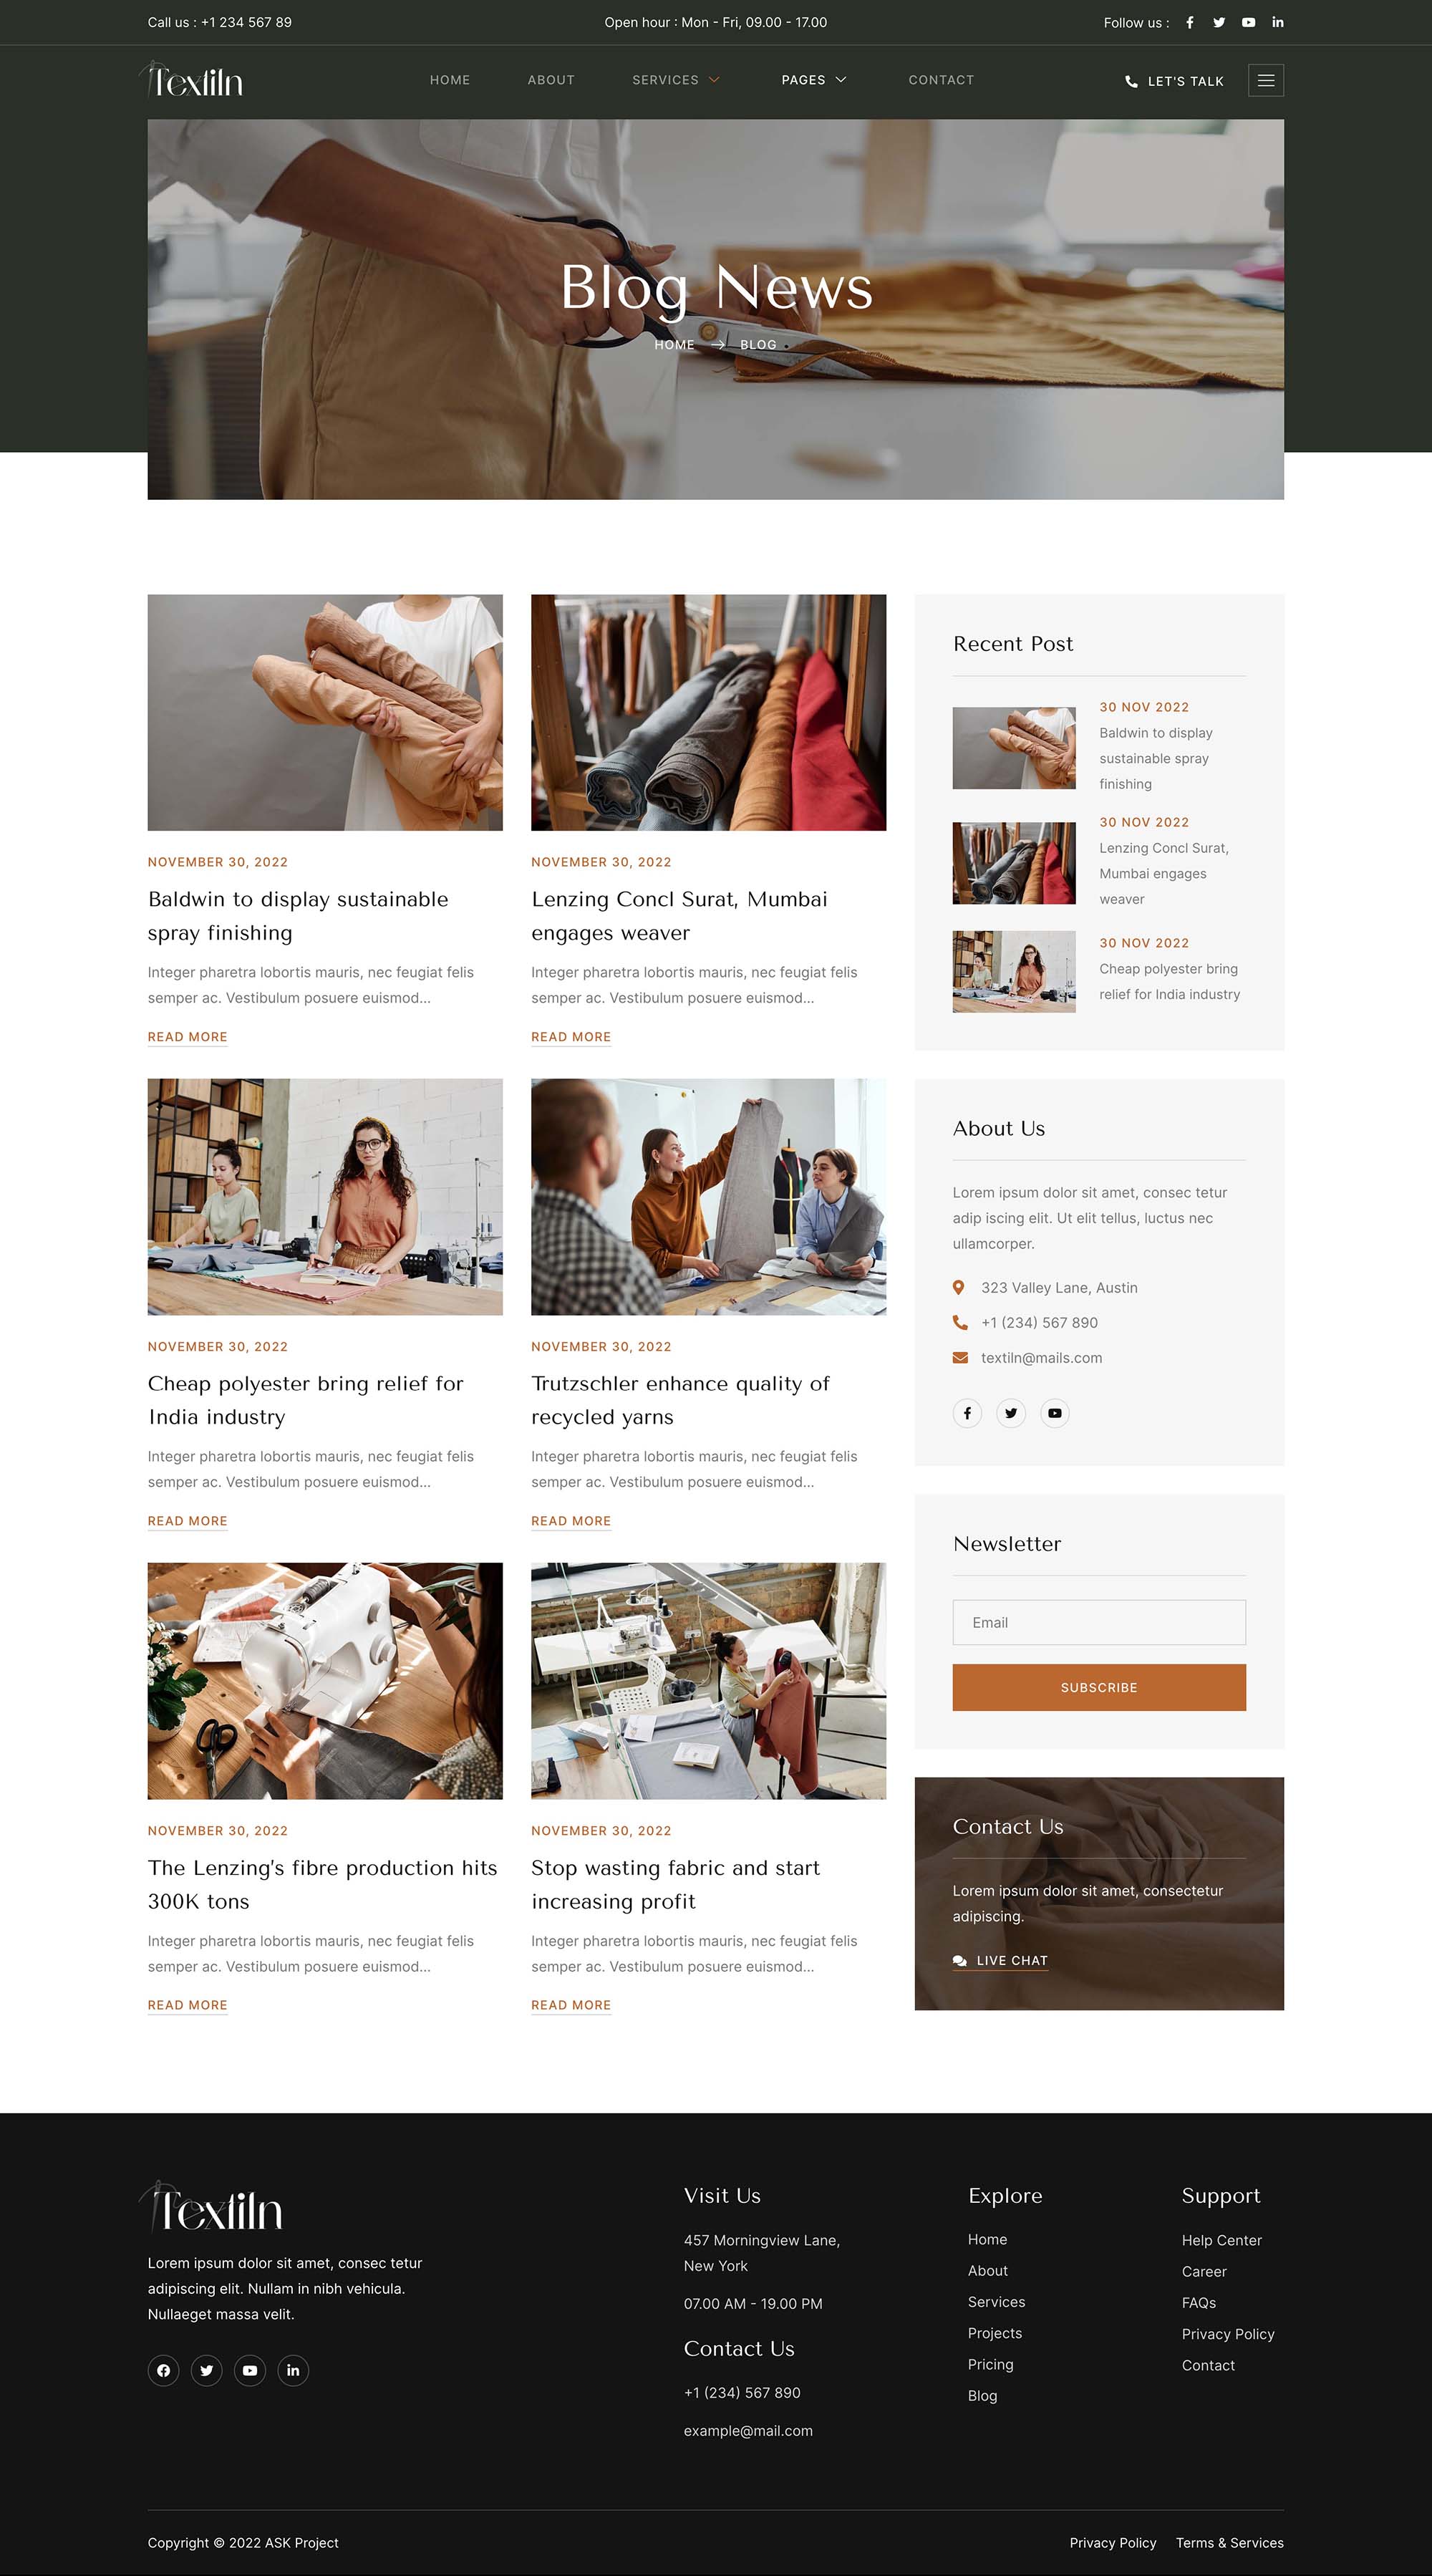 Call us : +1 234 567 89
Open hour : Mon - Fri, 09.00 - 17.00
Follow us :
Textiln
HOME
ABOUT
SERVICES
PAGES
CONTACT
LET'S TALK
Blog News
HOME → BLOG
NOVEMBER 30, 2022
Baldwin to display sustainable
spray finishing
Integer pharetra lobortis mauris, nec feugiat felis
semper ac. Vestibulum posuere euismod...
READ MORE
NOVEMBER 30, 2022
Lenzing Concl Surat, Mumbai
engages weaver
Integer pharetra lobortis mauris, nec feugiat felis
semper ac. Vestibulum posuere euismod...
READ MORE
NOVEMBER 30, 2022
Cheap polyester bring relief for
India industry
Integer pharetra lobortis mauris, nec feugiat felis
semper ac. Vestibulum posuere euismod...
READ MORE
NOVEMBER 30, 2022
Trutzschler enhance quality of
recycled yarns
Integer pharetra lobortis mauris, nec feugiat felis
semper ac. Vestibulum posuere euismod...
READ MORE
NOVEMBER 30, 2022
The Lenzing's fibre production hits
300K tons
Integer pharetra lobortis mauris, nec feugiat felis
semper ac. Vestibulum posuere euismod...
READ MORE
NOVEMBER 30, 2022
Stop wasting fabric and start
increasing profit
Integer pharetra lobortis mauris, nec feugiat felis
semper ac. Vestibulum posuere euismod...
READ MORE
Recent Post
30 NOV 2022
Baldwin to display
sustainable spray
finishing
30 NOV 2022
Lenzing Concl Surat,
Mumbai engages
weaver
30 NOV 2022
Cheap polyester bring
relief for India industry
About Us
Lorem ipsum dolor sit amet, consec tetur
adip iscing elit. Ut elit tellus, luctus nec
ullamcorper.
323 Valley Lane, Austin
+1 (234) 567 890
textiln@mails.com
Newsletter
Email
SUBSCRIBE
Contact Us
Lorem ipsum dolor sit amet, consectetur
adipiscing.
LIVE CHAT
Textiln
Lorem ipsum dolor sit amet, consec tetur
adipiscing elit. Nullam in nibh vehicula.
Nullaeget massa velit.
Visit Us
457 Morningview Lane,
New York
07.00 AM - 19.00 PM
Contact Us
+1 (234) 567 890
example@mail.com
Explore
Home
About
Services
Projects
Pricing
Blog
Support
Help Center
Career
FAQs
Privacy Policy
Contact
Copyright © 2022 ASK Project
Privacy Policy
Terms & Services